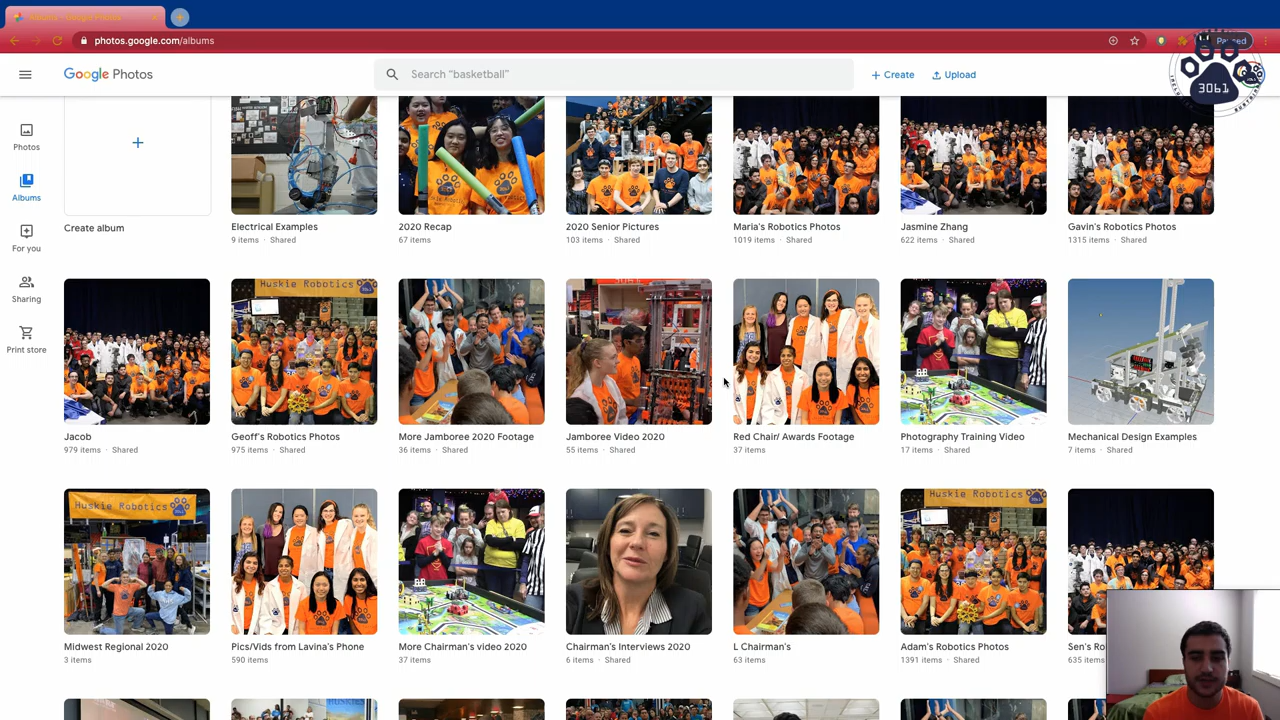 Albums - Google Photos
photos.google.com/albums
Paused
Google Photos
Search “basketball”
Create
Upload
3061
Photos
Albums
For you
Sharing
Print store
Create album
Electrical Examples
9 items · Shared
2020 Recap
67 items
2020 Senior Pictures
103 items · Shared
Maria's Robotics Photos
1019 items · Shared
Jasmine Zhang
622 items · Shared
Gavin's Robotics Photos
1315 items · Shared
Huskie Robotics
Jacob
979 items · Shared
Geoff's Robotics Photos
975 items · Shared
More Jamboree 2020 Footage
36 items · Shared
Jamboree Video 2020
55 items · Shared
Red Chair/ Awards Footage
37 items
Photography Training Video
17 items · Shared
Mechanical Design Examples
7 items · Shared
Huskie Robotics
Huskie Robotics
Midwest Regional 2020
3 items
Pics/Vids from Lavina's Phone
590 items
More Chairman's video 2020
37 items
Chairman's Interviews 2020
6 items · Shared
L Chairman's
63 items
Adam's Robotics Photos
1391 items · Shared
Sen's Ro
635 items